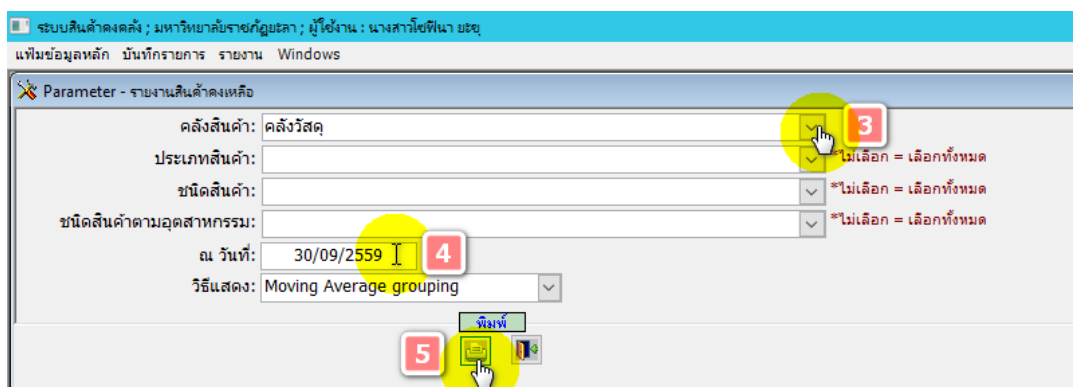 ระบบสินค้าคงคลัง ; มหาวิทยาลัยราชภัฏยะลา ; ผู้ใช้งาน : นางสาวโซฟีนา ยะยุ
แฟ้มข้อมูลหลัก บันทึกรายการ รายงาน Windows
Parameter - รายงานสินค้าคงเหลือ
คลังสินค้า: คลังวัสดุ 3
ประเภทสินค้า: *ไม่เลือก = เลือกทั้งหมด
ชนิดสินค้า: *ไม่เลือก = เลือกทั้งหมด
ชนิดสินค้าตามอุตสาหกรรม: *ไม่เลือก = เลือกทั้งหมด
ณ วันที่: 30/09/2559 4
วิธีแสดง: Moving Average grouping
พิมพ์
5